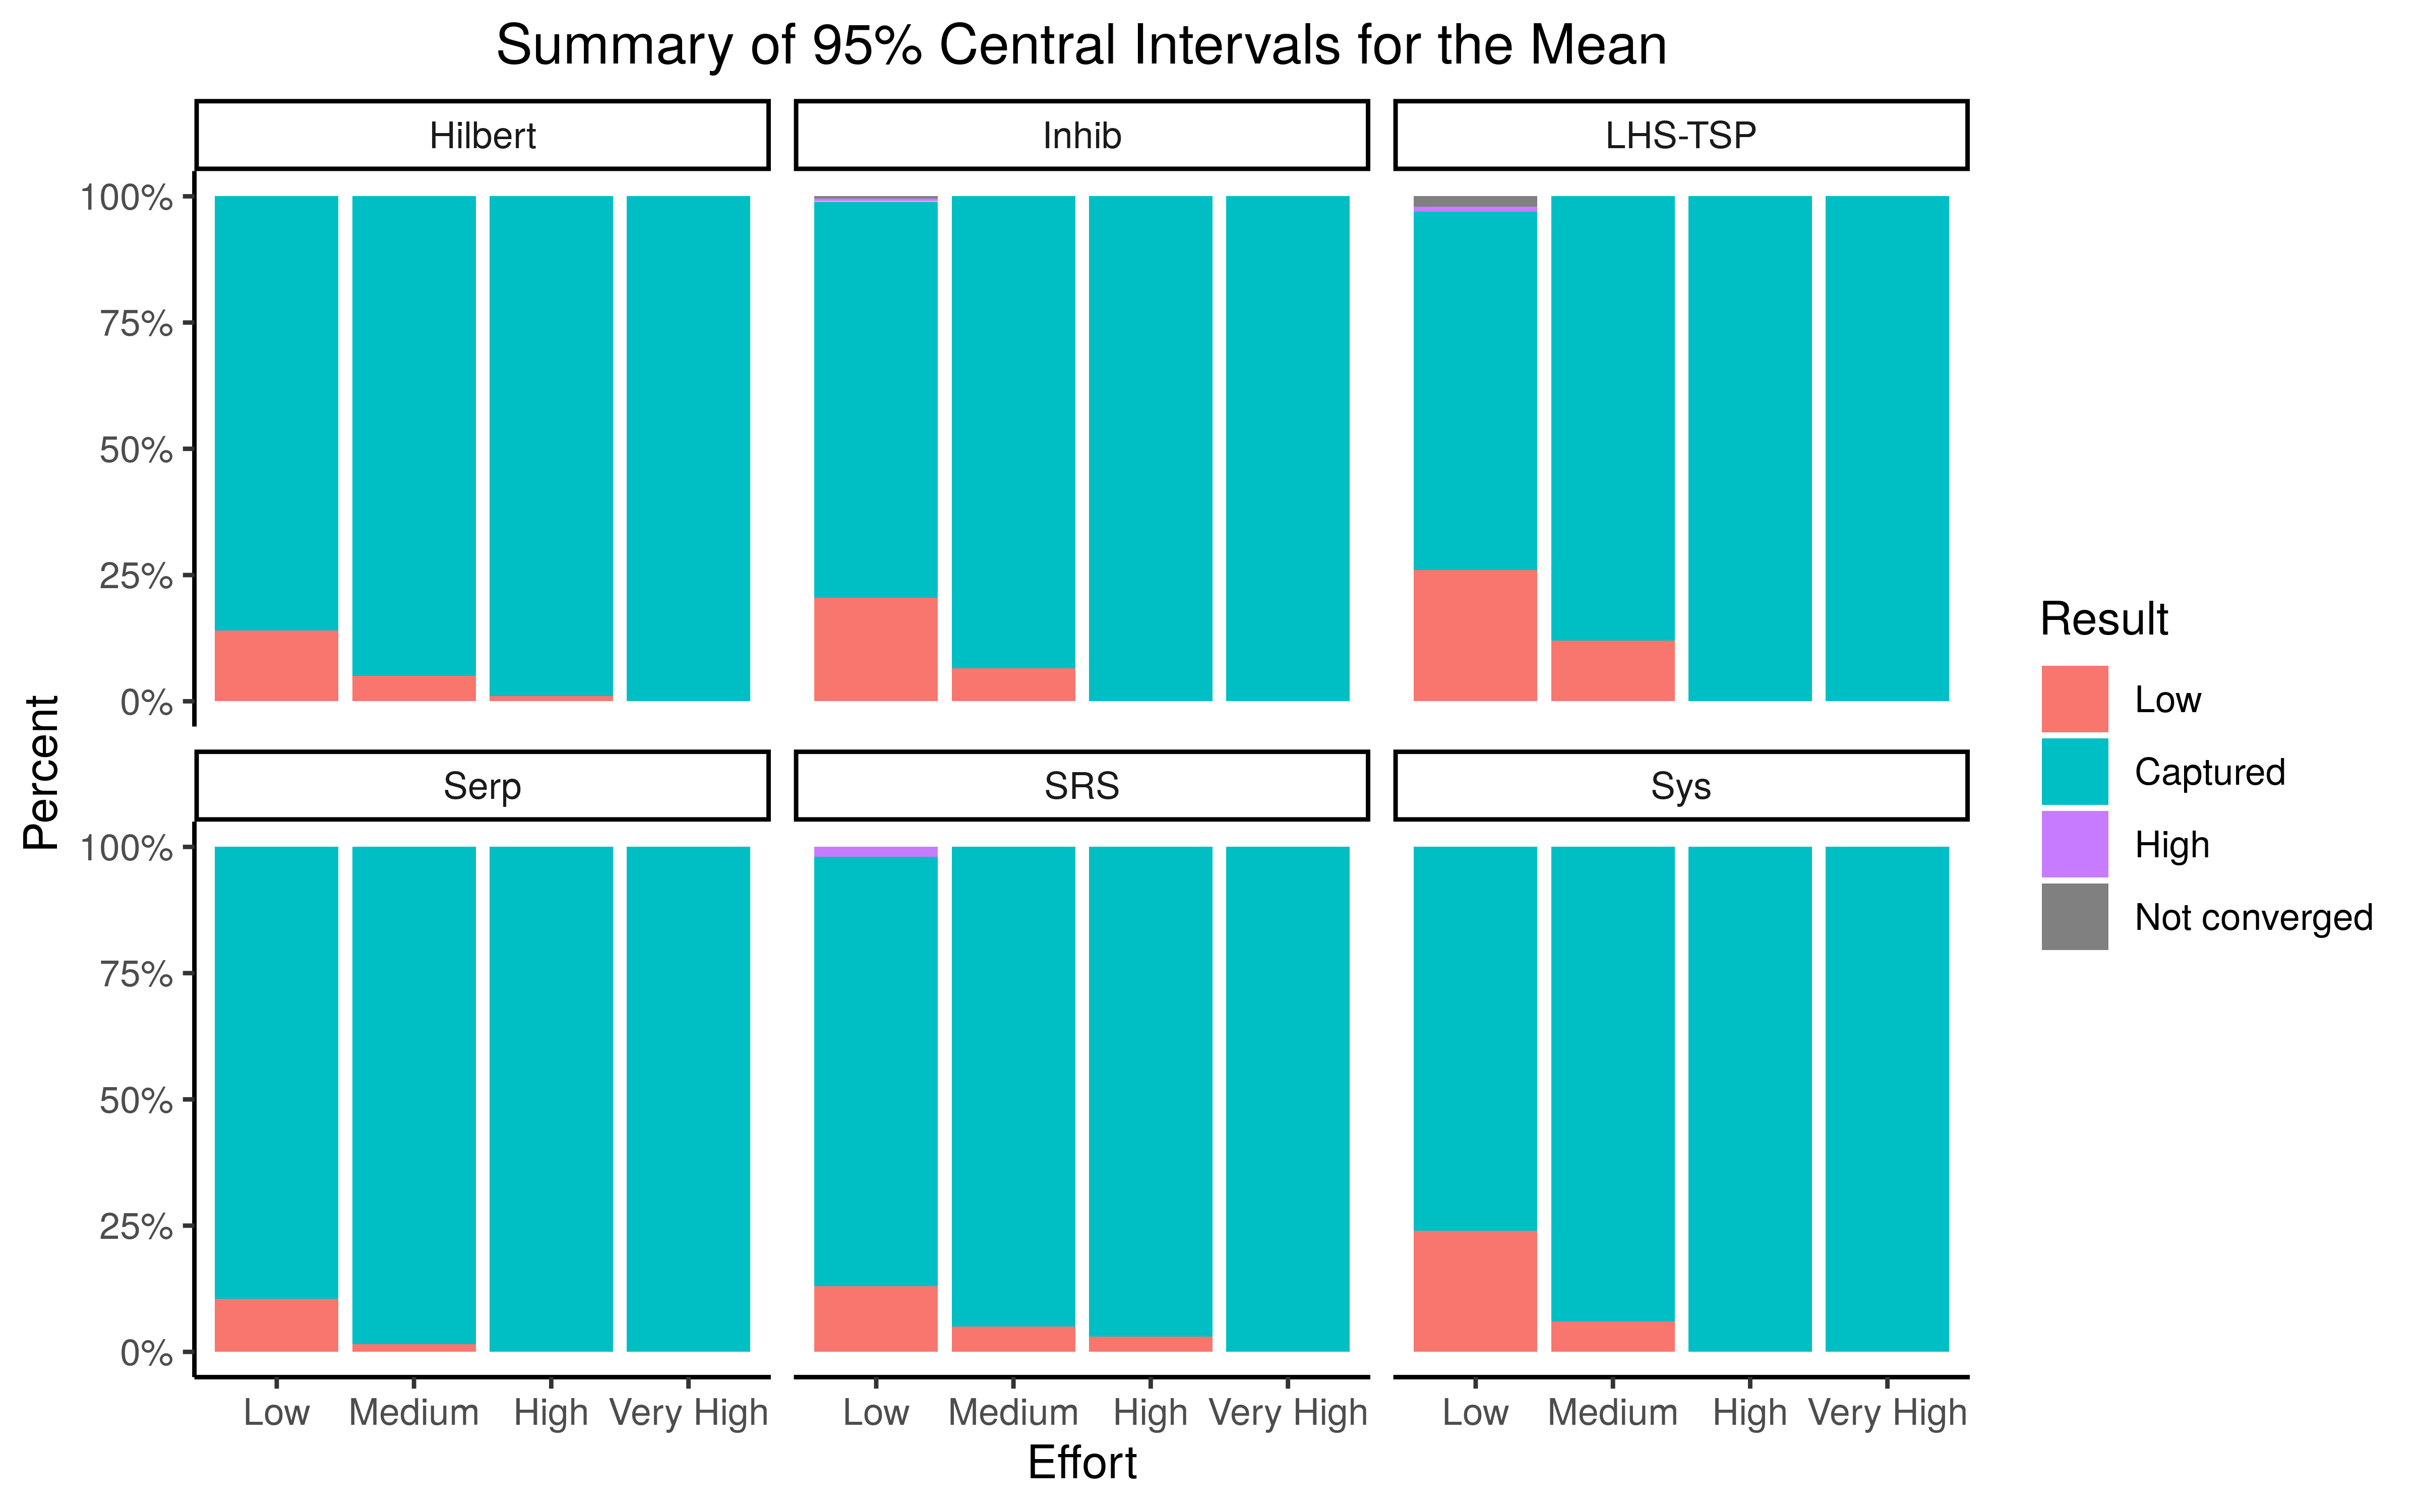 Summary of 95% Central Intervals for the Mean
Hilbert Inhib LHS-TSP
100%
75%
50%
25%
0%
Serp SRS Sys
100%
75%
50%
25%
0%
Low Medium High Very High Low Medium High Very High Low Medium High Very High
Effort
Percent
Result
Low
Captured
High
Not converged